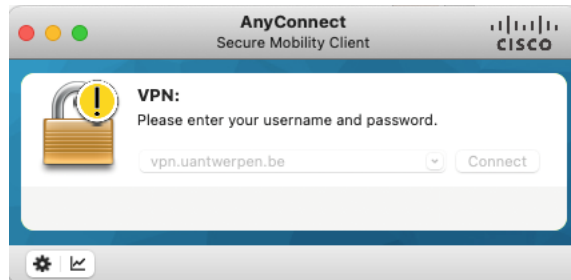 AnyConnect
Secure Mobility Client
CISCO
VPN:
Please enter your username and password.
vpn.uantwerpen.be
Connect